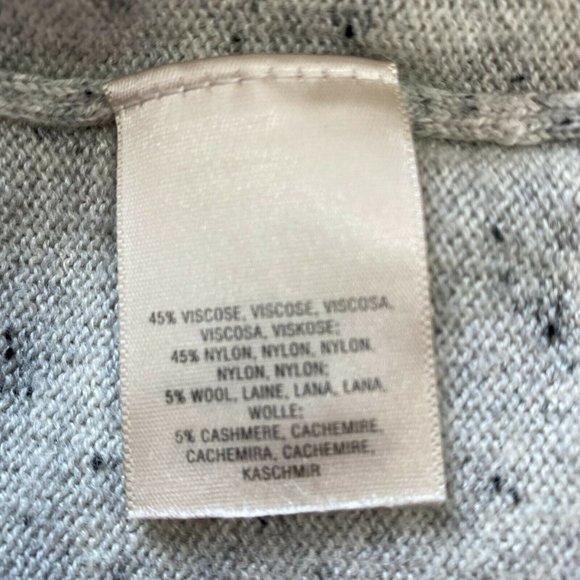 45% VISCOSE, VISCOSE, VISCOSA,
VISCOSA, VISKOSE;
45% NYLON, NYLON, NYLON,
NYLON, NYLON;
5% WOOL, LAINE, LANA, LANA,
WOLLE;
5% CASHMERE, CACHEMIRE,
CACHEMIRA, CACHEMIRE,
KASCHMIR